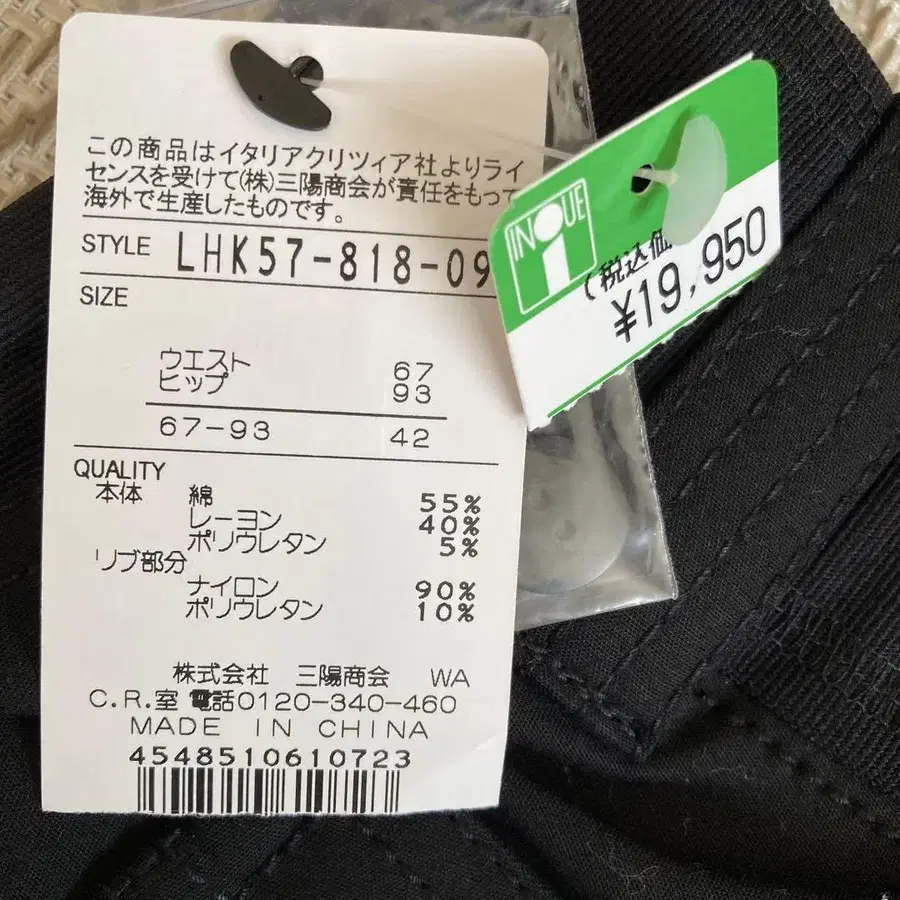 この商品はイタリアクリツィア社よりライ
センスを受けて(株)三陽商会が責任をもって
海外で生産したものです。
STYLE LHK57-818-09
SIZE
ウエスト 67
ヒップ 93
67-93 42
QUALITY
本体 綿 55%
レーヨン 40%
ポリウレタン 5%
リブ部分
ナイロン 90%
ポリウレタン 10%
株式会社 三陽商会 WA
C.R.室 電話0120-340-460
MADE IN CHINA
4548510610723
INOUE
(税込価
¥19,950